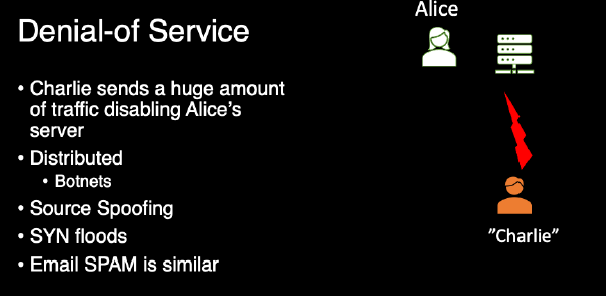 Denial-of Service
• Charlie sends a huge amount
of traffic disabling Alice's
server
• Distributed
• Botnets
• Source Spoofing
• SYN floods
• Email SPAM is similar
Alice
”Charlie”